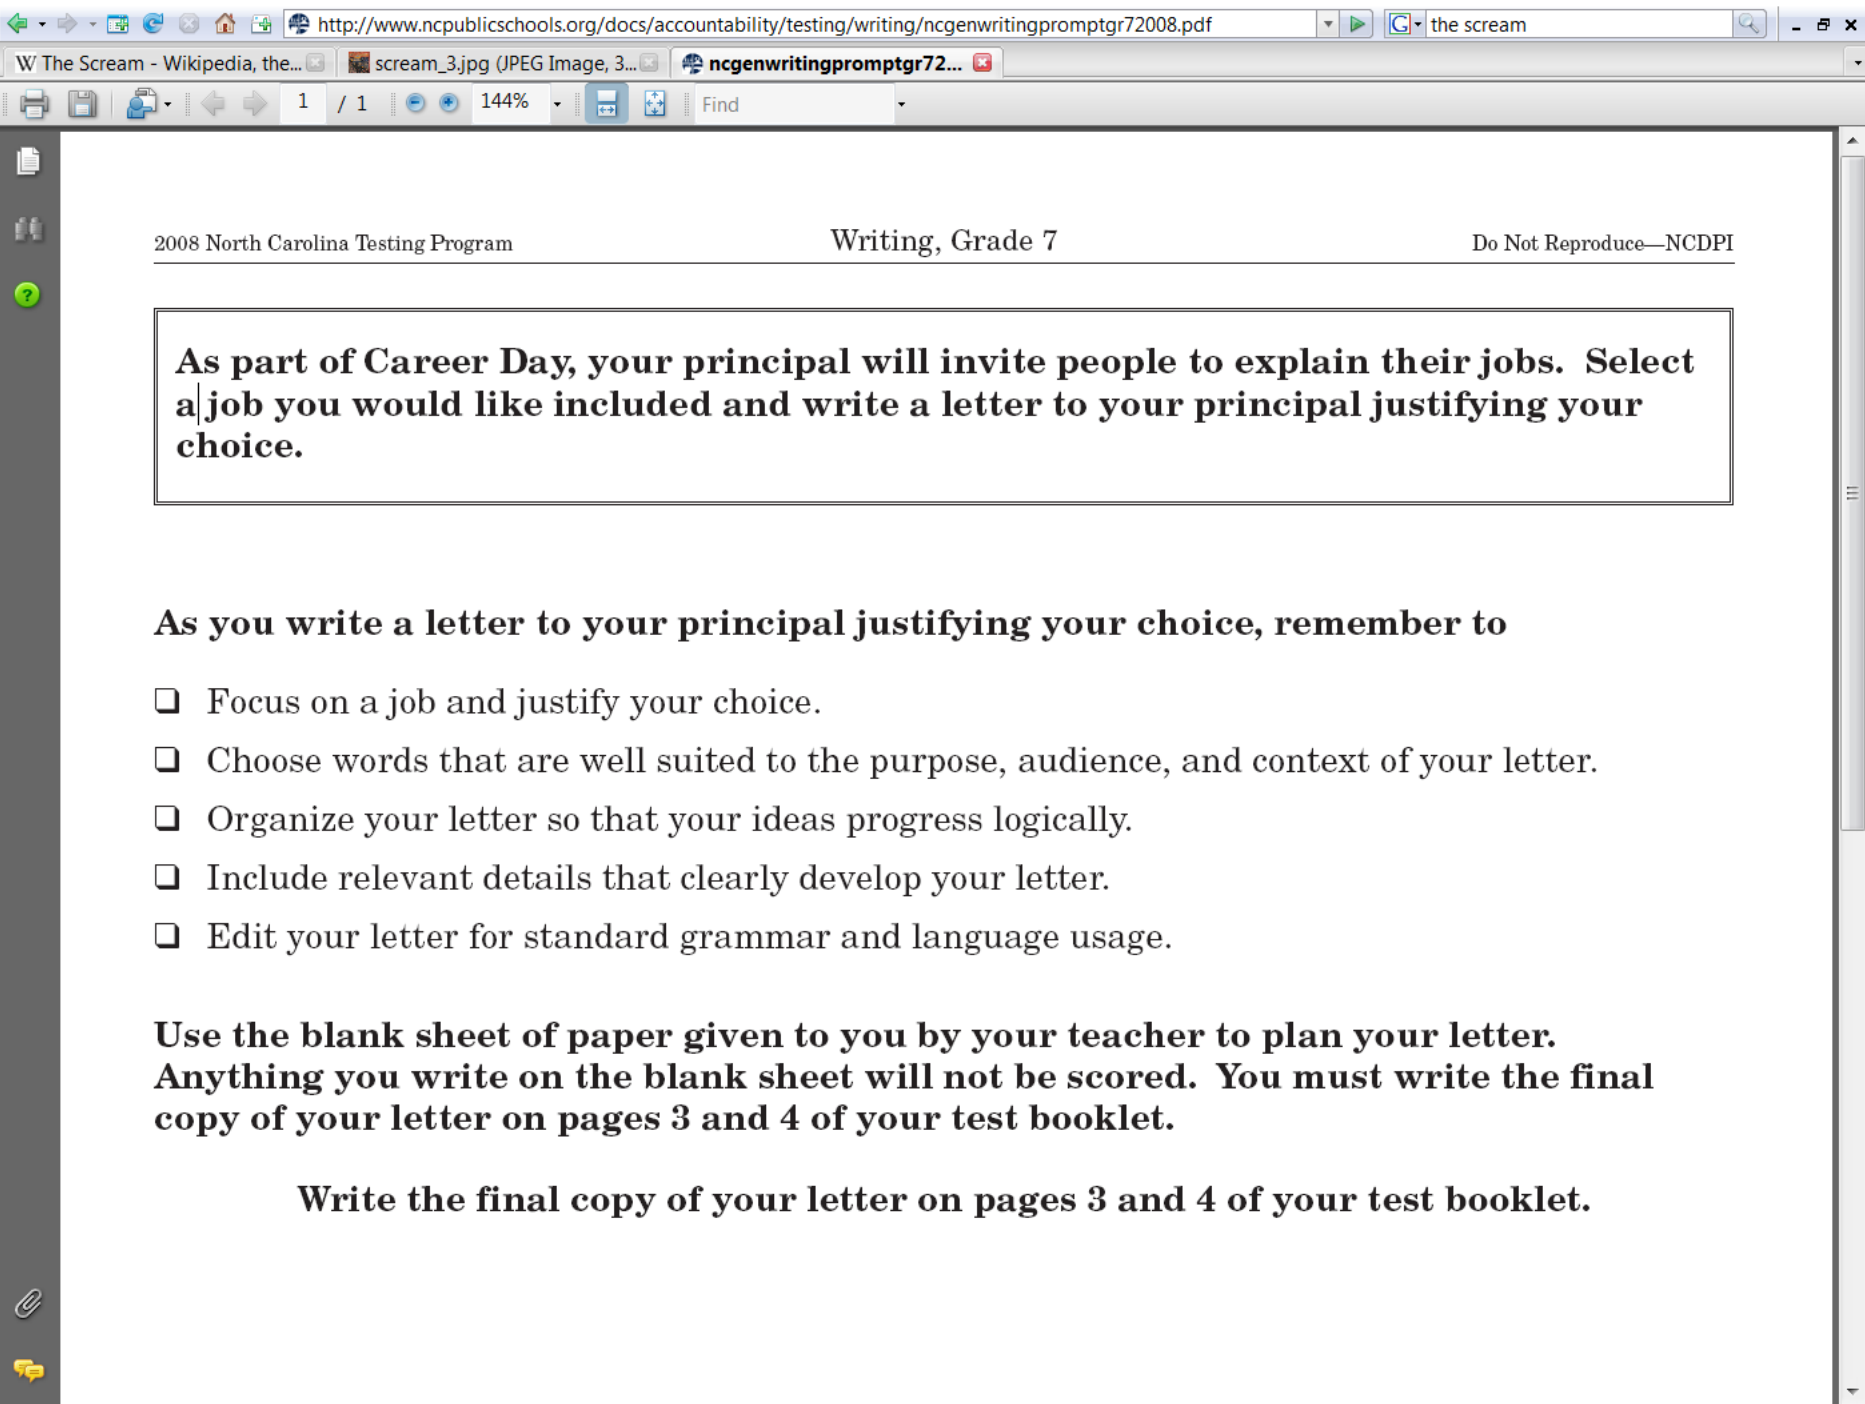 http://www.ncpublicschools.org/docs/accountability/testing/writing/ncgenwritingpromptgr72008.pdf
the scream
The Scream - Wikipedia, the...
scream_3.jpg (JPEG Image, 3...
ncgenwritingpromptgr72...
1 / 1
144%
Find
2008 North Carolina Testing Program
Writing, Grade 7
Do Not Reproduce—NCDPI
As part of Career Day, your principal will invite people to explain their jobs. Select
a job you would like included and write a letter to your principal justifying your
choice.
As you write a letter to your principal justifying your choice, remember to
❏ Focus on a job and justify your choice.
❏ Choose words that are well suited to the purpose, audience, and context of your letter.
❏ Organize your letter so that your ideas progress logically.
❏ Include relevant details that clearly develop your letter.
❏ Edit your letter for standard grammar and language usage.
Use the blank sheet of paper given to you by your teacher to plan your letter.
Anything you write on the blank sheet will not be scored. You must write the final
copy of your letter on pages 3 and 4 of your test booklet.
Write the final copy of your letter on pages 3 and 4 of your test booklet.